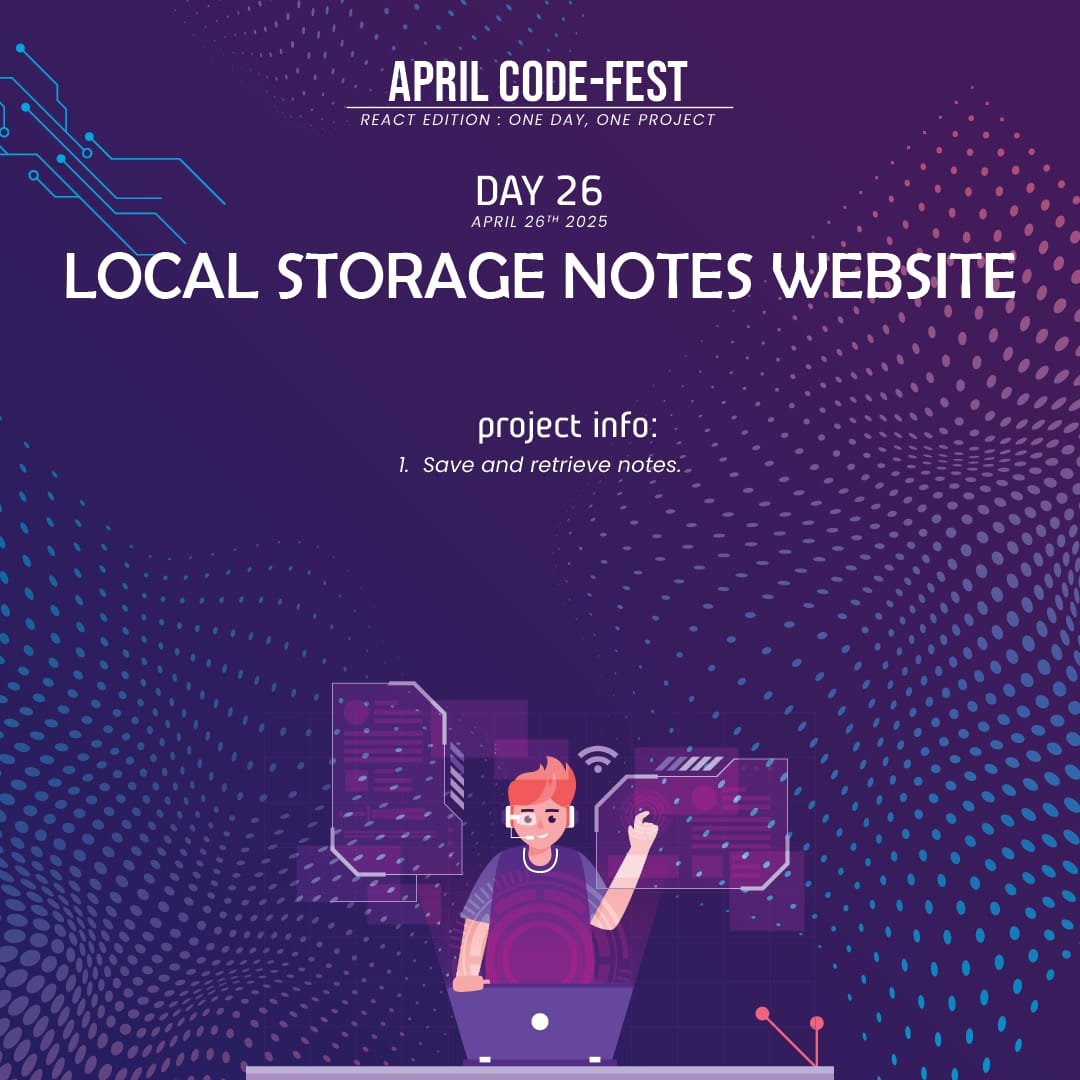 APRIL CODE-FEST
REACT EDITION : ONE DAY, ONE PROJECT
DAY 26
APRIL 26TH 2025
LOCAL STORAGE NOTES WEBSITE
project info:
1. Save and retrieve notes.